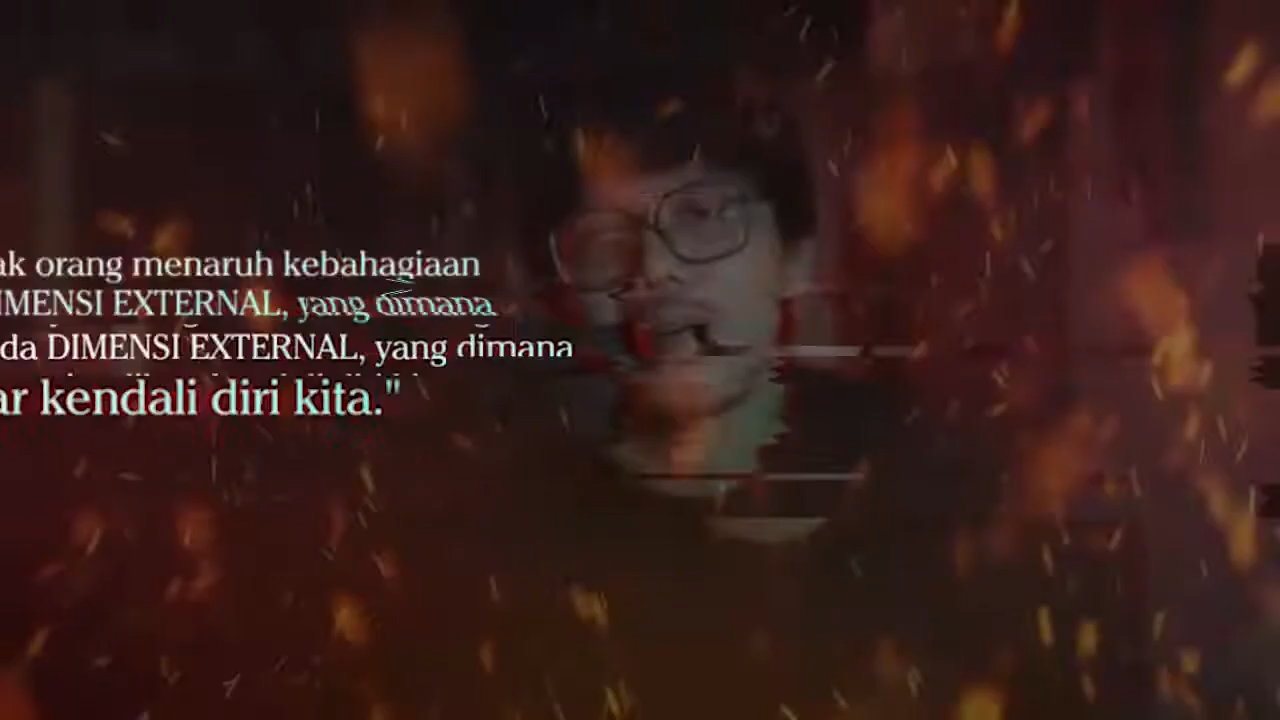 ak orang menaruh kebahagiaan
IMENSI EXTERNAL, yang dimana
da DIMENSI EXTERNAL, yang dimana
ar kendali diri kita."